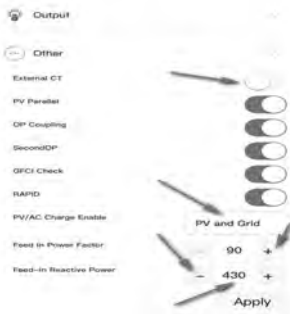 Output
Other
External CT
PV Parallel
DP Coupling
SecondDP
GFCI Check
RAPID
PV/AC Charge Enable PV and Grid
Feed in Power Factor 90 +
Feed-in Reactive Power - 430 +
Apply